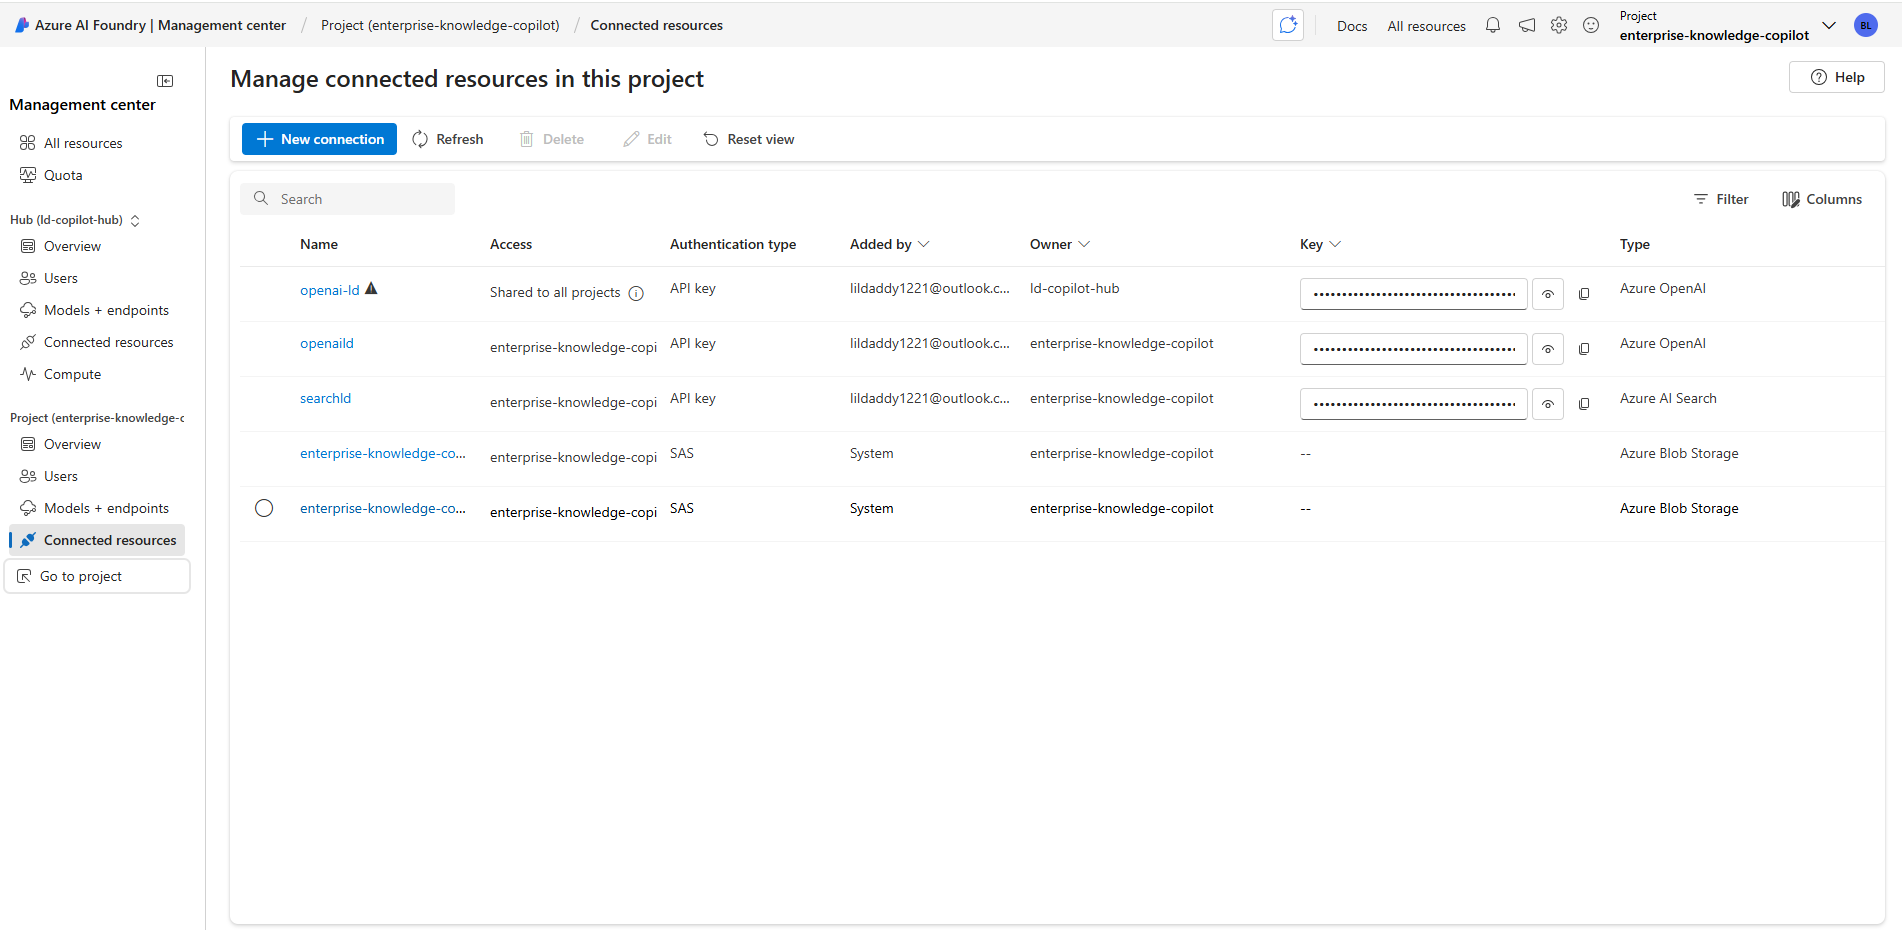 Azure AI Foundry | Management center / Project (enterprise-knowledge-copilot) / Connected resources
Docs
All resources
Project
enterprise-knowledge-copilot
BL
Management center
All resources
Quota
Hub (ld-copilot-hub)
Overview
Users
Models + endpoints
Connected resources
Compute
Project (enterprise-knowledge-c
Overview
Users
Models + endpoints
Connected resources
Go to project
Manage connected resources in this project
Help
New connection Refresh Delete Edit Reset view
Search
Filter Columns
Name Access Authentication type Added by Owner Key Type
openai-ld Shared to all projects API key lildaddy1221@outlook.c... ld-copilot-hub •••••••••••••••••••••••••••••••••••• Azure OpenAI
openaild enterprise-knowledge-copi API key lildaddy1221@outlook.c... enterprise-knowledge-copilot •••••••••••••••••••••••••••••••••••• Azure OpenAI
searchld enterprise-knowledge-copi API key lildaddy1221@outlook.c... enterprise-knowledge-copilot •••••••••••••••••••••••••••••••••••• Azure AI Search
enterprise-knowledge-co... enterprise-knowledge-copi SAS System enterprise-knowledge-copilot -- Azure Blob Storage
enterprise-knowledge-co... enterprise-knowledge-copi SAS System enterprise-knowledge-copilot -- Azure Blob Storage